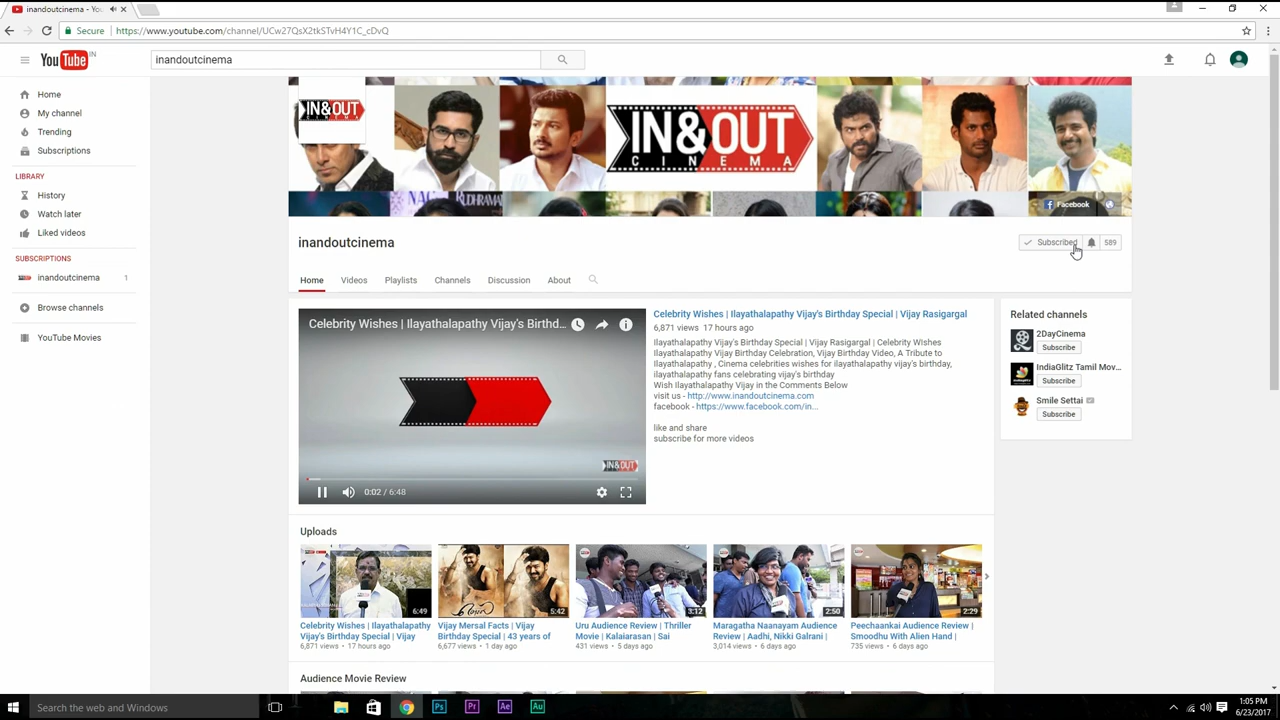 inandoutcinema - You
Secure
https://www.youtube.com/channel/UCw27QsX2tkSTvH4Y1C_cDvQ
YouTube IN
inandoutcinema
Home
My channel
Trending
Subscriptions
LIBRARY
History
Watch later
Liked videos
SUBSCRIPTIONS
inandoutcinema 1
Browse channels
YouTube Movies
IN&OUT
CINEMA
IN&OUT
CINEMA
RUDHRAMA
Facebook
inandoutcinema
Subscribed 589
Home Videos Playlists Channels Discussion About
Celebrity Wishes | Ilayathalapathy Vijay's Birthd...
IN&OUT
0:02 / 6:48
Celebrity Wishes | Ilayathalapathy Vijay's Birthday Special | Vijay Rasigargal
6,871 views 17 hours ago
Ilayathalapathy Vijay's Birthday Special | Vijay Rasigargal | Celebrity WIshes
Ilayathalapathy Vijay Birthday Celebration, Vijay Birthday Video, A Tribute to
Ilayathalapathy , Cinema celebrities wishes for ilayathalapathy vijay's birthday,
ilayathalapathy fans celebrating vijay's birthday
Wish Ilayathalapathy Vijay in the Comments Below
visit us - http://www.inandoutcinema.com
facebook - https://www.facebook.com/in...
like and share
subscribe for more videos
Related channels
2DayCinema
Subscribe
IndiaGlitz Tamil Mov...
Subscribe
Smile Settai
Subscribe
Uploads
6:49
Celebrity Wishes | Ilayathalapathy
Vijay's Birthday Special | Vijay
6,871 views • 17 hours ago
5:42
Vijay Mersal Facts | Vijay
Birthday Special | 43 years of
6,677 views • 1 day ago
3:12
Uru Audience Review | Thriller
Movie | Kalaiarasan | Sai
431 views • 5 days ago
2:50
Maragatha Naanayam Audience
Review | Aadhi, Nikki Galrani |
3,014 views • 6 days ago
2:29
Peechaankai Audience Review |
Smoodhu With Alien Hand |
735 views • 6 days ago
Audience Movie Review
Search the web and Windows
Ps Pr Ae Au
1:05 PM
6/23/2017